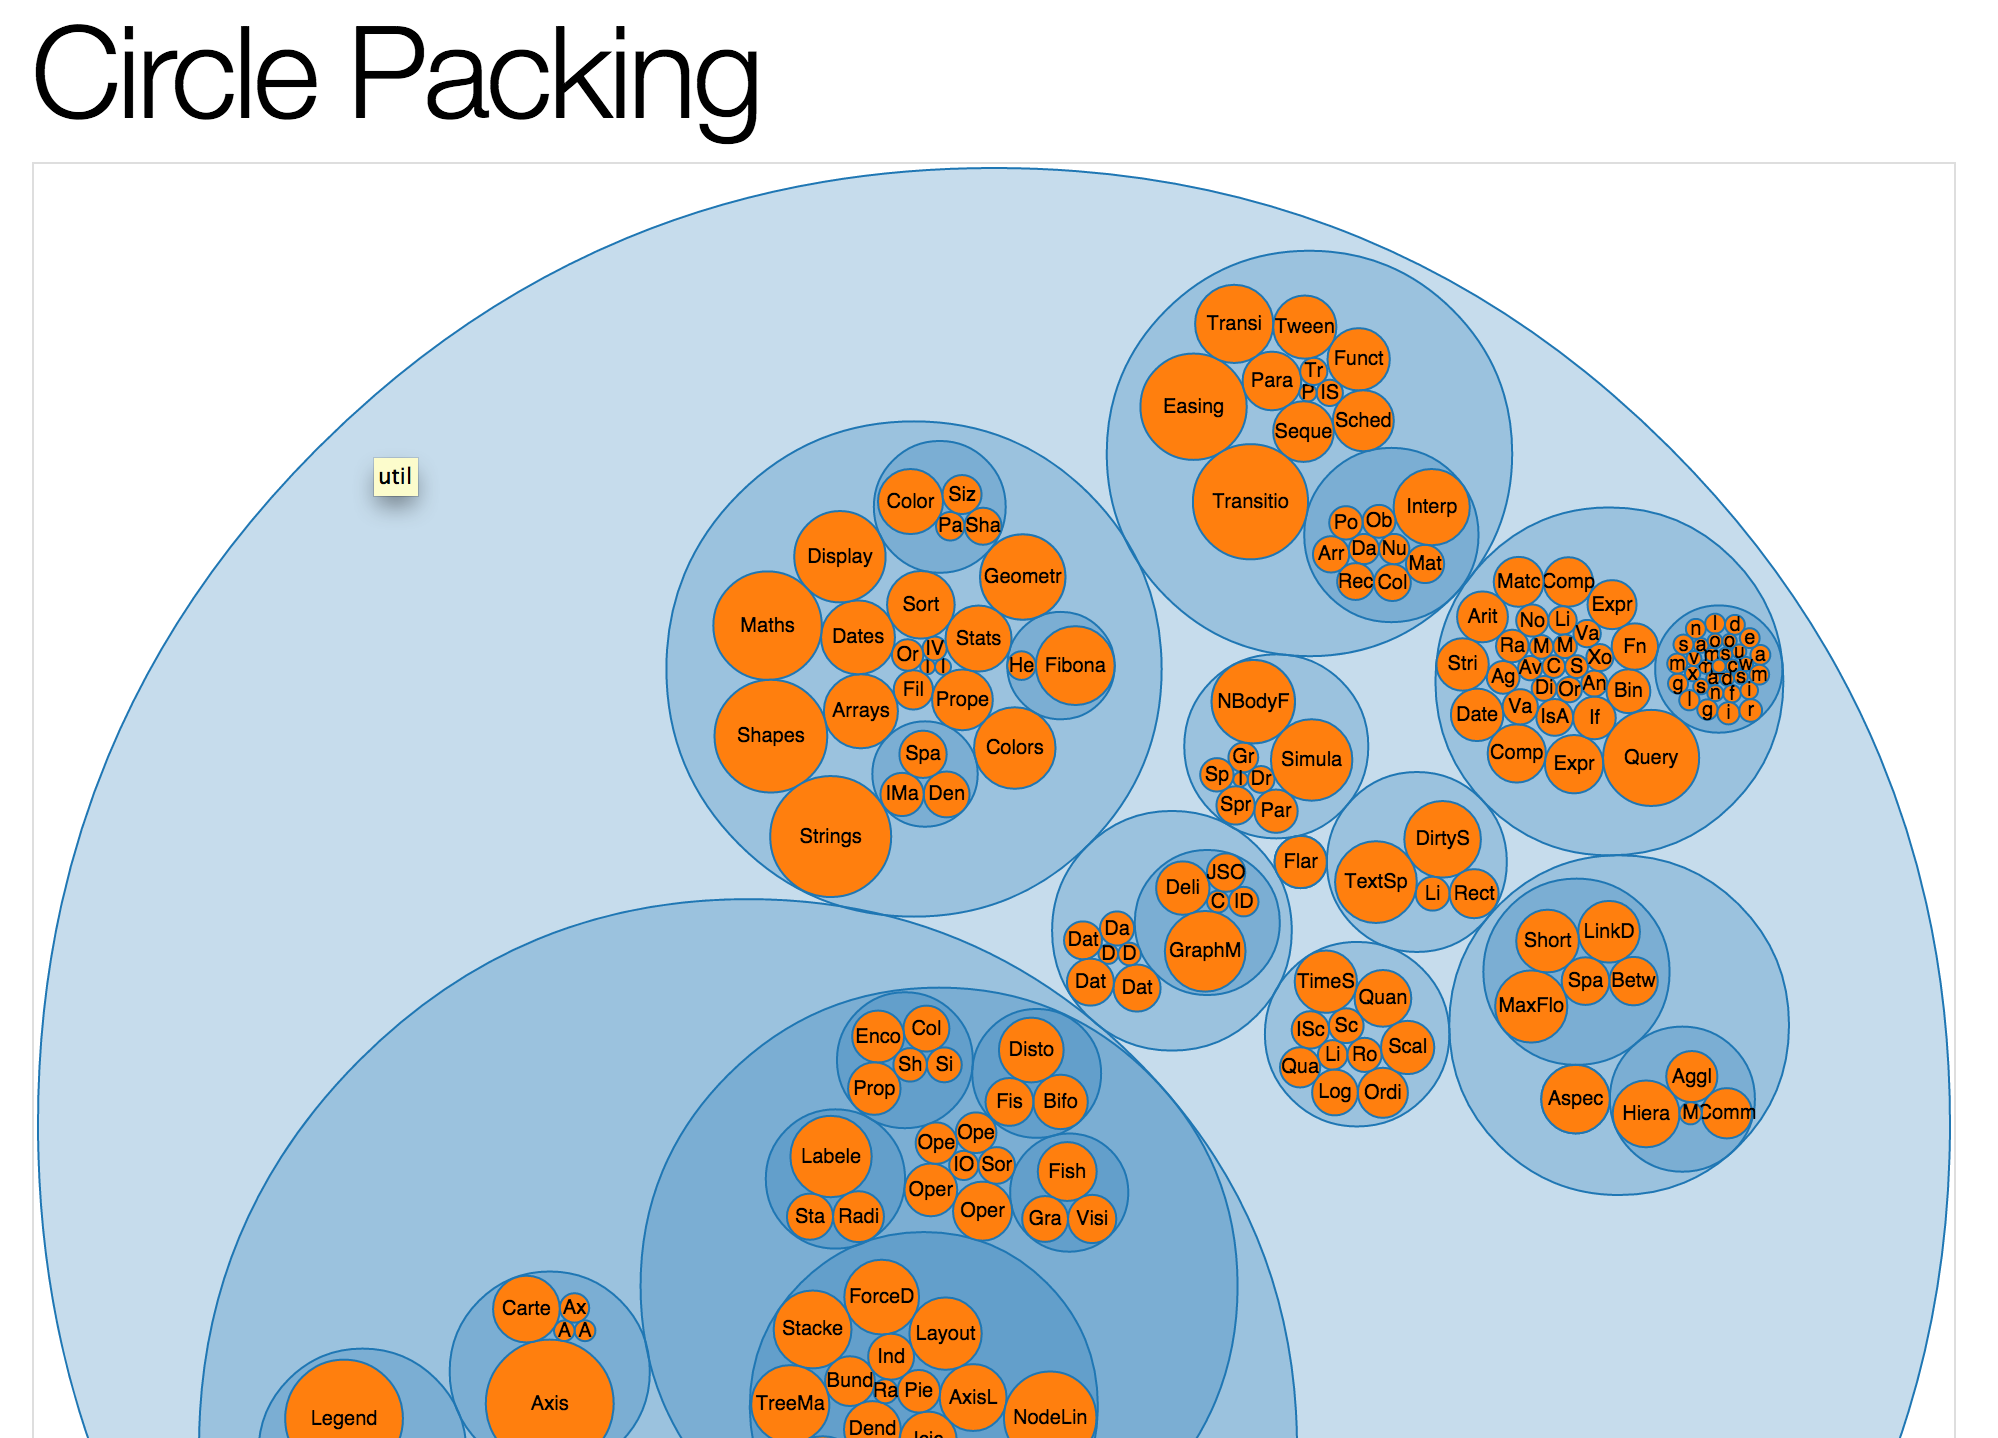 Circle Packing
util
Transi
Tween
Funct
Para
Tr
P
IS
Easing
Seque
Sched
Transitio
Interp
Po
Ob
Arr
Da
Nu
Mat
Rec
Col
Color
Siz
Pa
Sha
Display
Geometr
Maths
Dates
Sort
Stats
Or
IV
I
I
He
Fibona
Fil
Prope
Arrays
Shapes
Colors
Spa
IMa
Den
Strings
Matc
Comp
Expr
Arit
No
Li
Va
Fn
Ra
M
M
Xo
Stri
Ag
Av
C
S
An
Di
Or
Bin
Date
Va
IsA
If
Comp
Expr
Query
n
l
d
s
a
o
o
e
m
v
m
s
u
a
x
m
c
w
g
s
a
d
s
m
l
n
f
i
g
i
r
NBodyF
Gr
Simula
Sp
I
Dr
Spr
Par
Flar
DirtyS
TextSp
Li
Rect
Deli
JSO
C
ID
GraphM
Dat
Da
D
D
Dat
Dat
TimeS
Quan
ISc
Sc
Scal
Qua
Li
Ro
Log
Ordi
Short
LinkD
Spa
Betw
MaxFlo
Aspec
Aggl
Hiera
M
Comm
Enco
Col
Sh
Si
Prop
Disto
Fis
Bifo
Labele
Sta
Radi
Ope
Ope
IO
Sor
Oper
Oper
Fish
Gra
Visi
ForceD
Stacke
Layout
Ind
Bund
Ra
Pie
AxisL
TreeMa
NodeLin
Dend
Carte
Ax
A
A
Axis
Legend